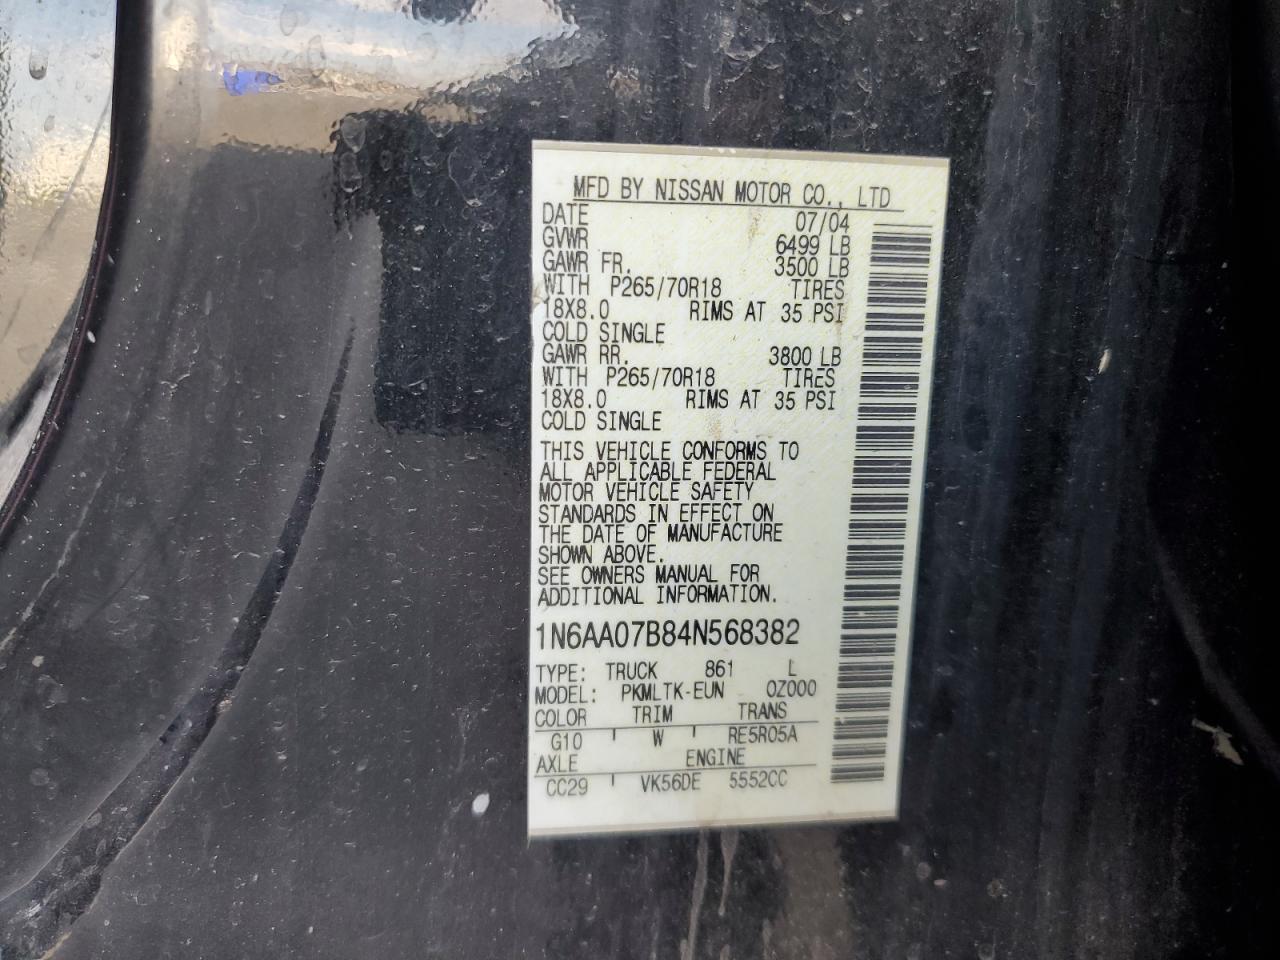 MFD BY NISSAN MOTOR CO., LTD
DATE 07/04
GVWR 6499 LB
GAWR FR. 3500 LB
WITH P265/70R18 TIRES
18X8.0 RIMS AT 35 PSI
COLD SINGLE
GAWR RR. 3800 LB
WITH P265/70R18 TIRES
18X8.0 RIMS AT 35 PSI
COLD SINGLE
THIS VEHICLE CONFORMS TO
ALL APPLICABLE FEDERAL
MOTOR VEHICLE SAFETY
STANDARDS IN EFFECT ON
THE DATE OF MANUFACTURE
SHOWN ABOVE.
SEE OWNERS MANUAL FOR
ADDITIONAL INFORMATION.
1N6AA07B84N568382
TYPE: TRUCK 861 L
MODEL: PKMLTK-EUN 0Z000
COLOR TRIM TRANS
G10 ' W ' RE5R05A
AXLE ENGINE
CC29 ' VK56DE 5552CC